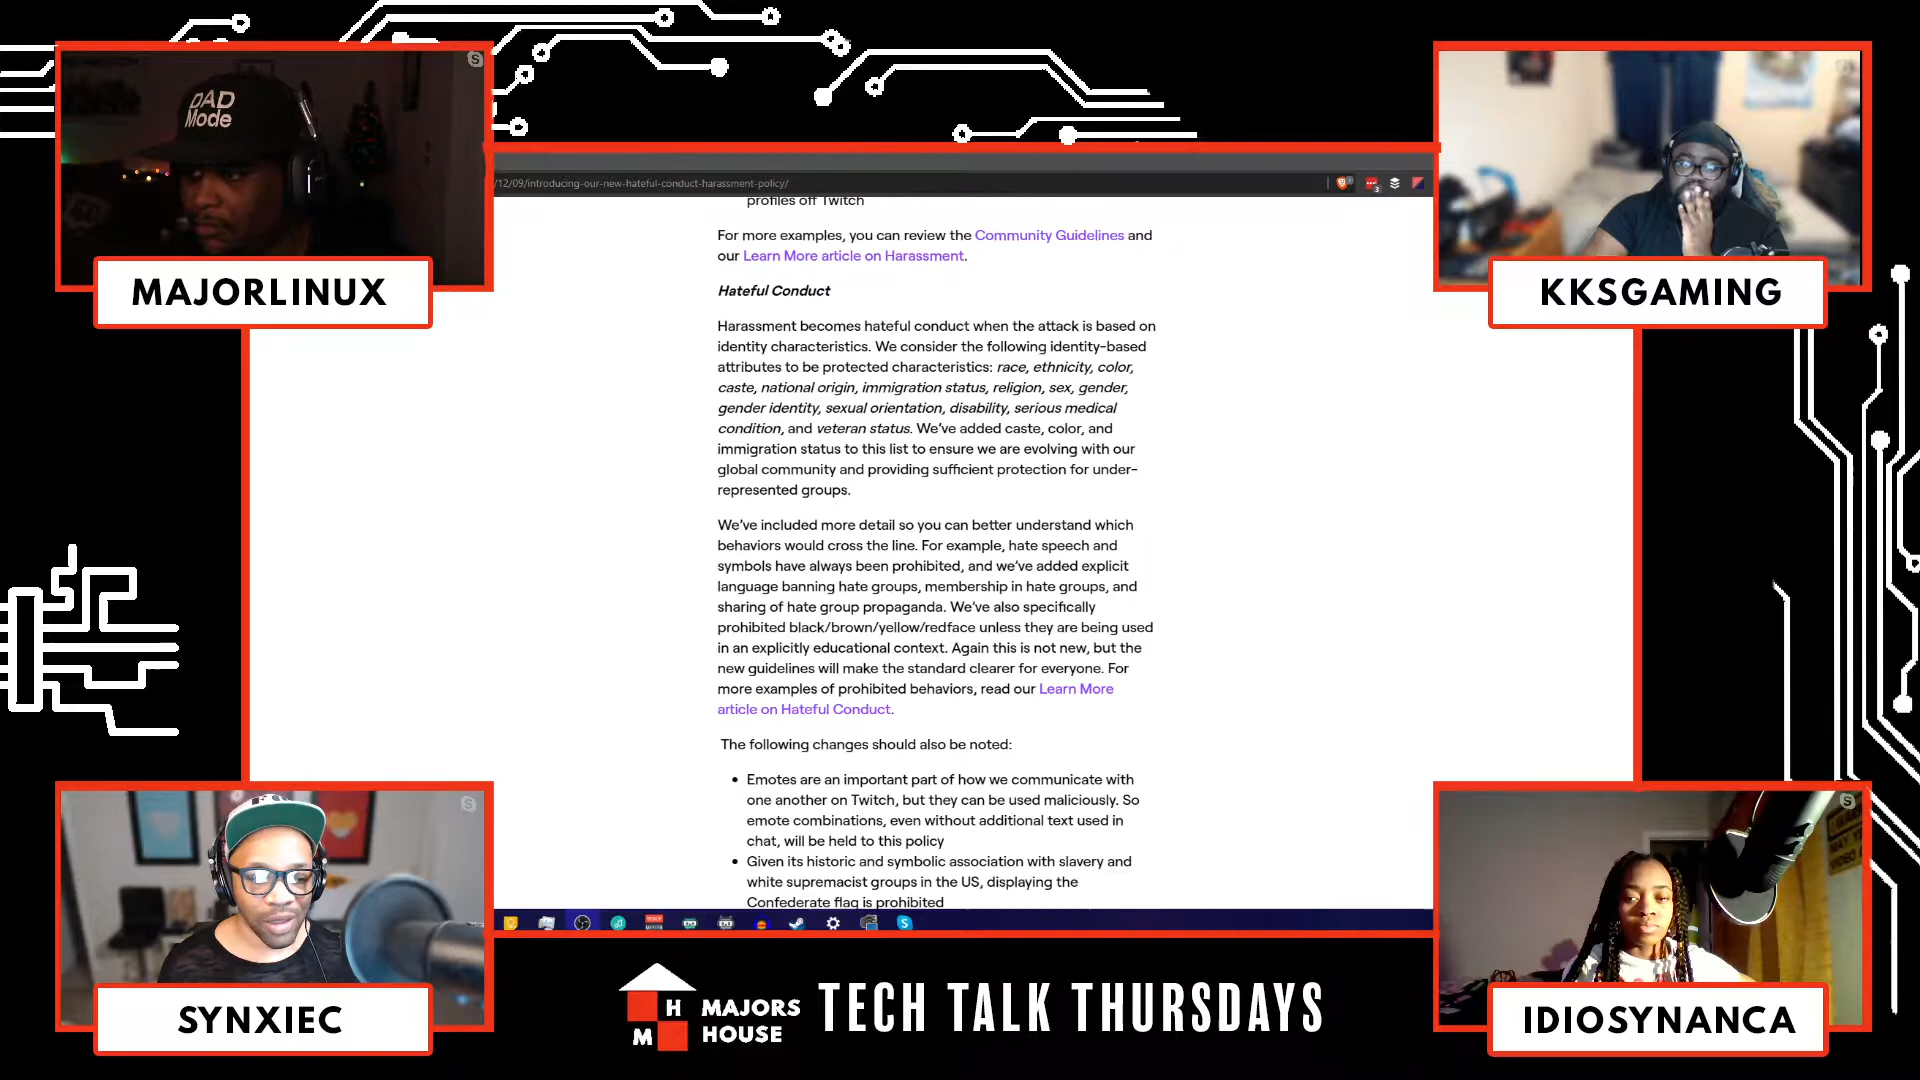 DAD
Mode
MAJORLINUX
KKSGAMING
/12/09/introducing-our-new-hateful-conduct-harassment-policy/
profiles off Twitch
For more examples, you can review the Community Guidelines and
our Learn More article on Harassment.
Hateful Conduct
Harassment becomes hateful conduct when the attack is based on
identity characteristics. We consider the following identity-based
attributes to be protected characteristics: race, ethnicity, color,
caste, national origin, immigration status, religion, sex, gender,
gender identity, sexual orientation, disability, serious medical
condition, and veteran status. We've added caste, color, and
immigration status to this list to ensure we are evolving with our
global community and providing sufficient protection for under-
represented groups.
We've included more detail so you can better understand which
behaviors would cross the line. For example, hate speech and
symbols have always been prohibited, and we've added explicit
language banning hate groups, membership in hate groups, and
sharing of hate group propaganda. We've also specifically
prohibited black/brown/yellow/redface unless they are being used
in an explicitly educational context. Again this is not new, but the
new guidelines will make the standard clearer for everyone. For
more examples of prohibited behaviors, read our Learn More
article on Hateful Conduct.
The following changes should also be noted:
• Emotes are an important part of how we communicate with
one another on Twitch, but they can be used maliciously. So
emote combinations, even without additional text used in
chat, will be held to this policy
• Given its historic and symbolic association with slavery and
white supremacist groups in the US, displaying the
Confederate flag is prohibited
SYNXIEC
IDIOSYNANCA
H
M
MAJORS
HOUSE
TECH TALK THURSDAYS